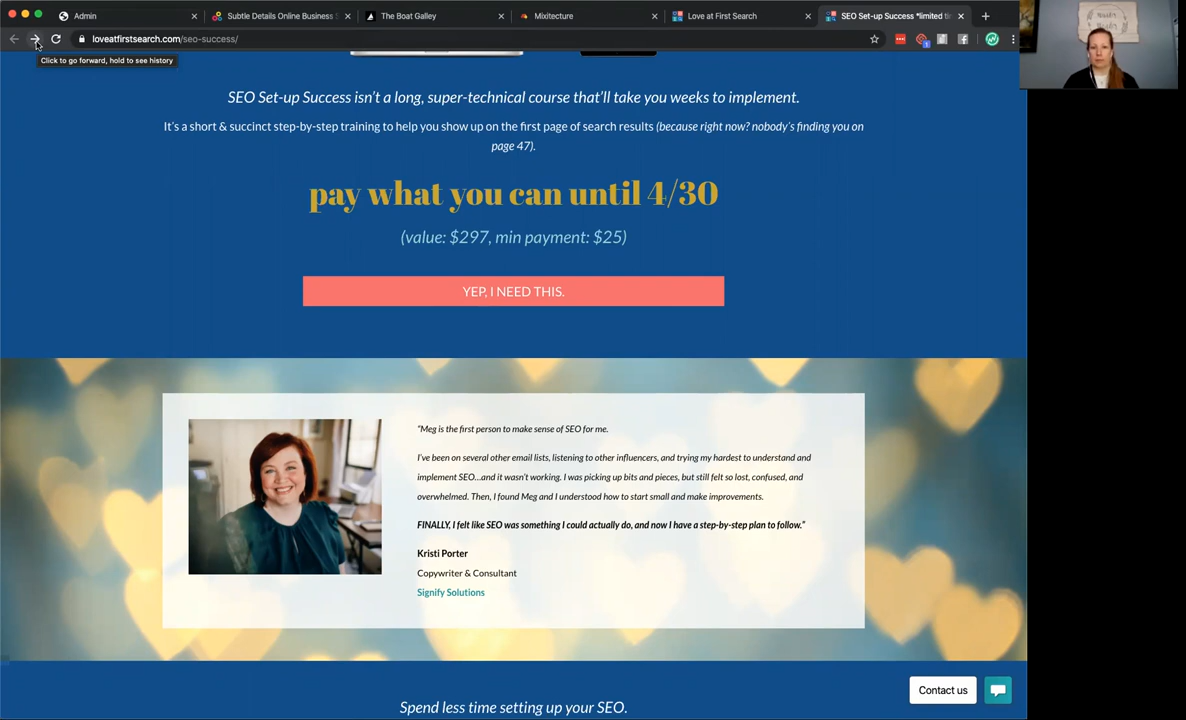 Admin
Subtle Details Online Business
The Boat Galley
Mixitecture
Love at First Search
SEO Set-up Success *limited ti
loveatfirstsearch.com/seo-success/
Click to go forward, hold to see history
SEO Set-up Success isn't a long, super-technical course that'll take you weeks to implement.
It's a short & succinct step-by-step training to help you show up on the first page of search results (because right now? nobody's finding you on
page 47).
pay what you can until 4/30
(value: $297, min payment: $25)
YEP, I NEED THIS.
"Meg is the first person to make sense of SEO for me.
I've been on several other email lists, listening to other influencers, and trying my hardest to understand and
implement SEO...and it wasn't working. I was picking up bits and pieces, but still felt so lost, confused, and
overwhelmed. Then, I found Meg and I understood how to start small and make improvements.
FINALLY, I felt like SEO was something I could actually do, and now I have a step-by-step plan to follow."
Kristi Porter
Copywriter & Consultant
Signify Solutions
Contact us
Spend less time setting up your SEO.